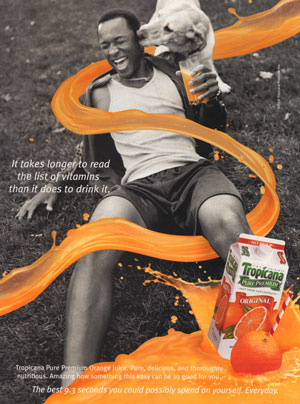 It takes longer to read
the list of vitamins
than it does to drink it.
Tropicana
PURE PREMIUM
ORIGINAL
Tropicana Pure Premium Orange Juice. Pure, delicious, and thoroughly
nutritious. Amazing how something this easy can be so good for you.
The best 9.3 seconds you could possibly spend on yourself. Everyday.